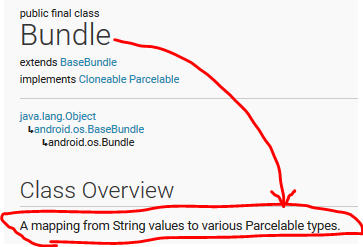 public final class
Bundle
extends BaseBundle
implements Cloneable Parcelable
java.lang.Object
↳android.os.BaseBundle
↳android.os.Bundle
Class Overview
A mapping from String values to various Parcelable types.